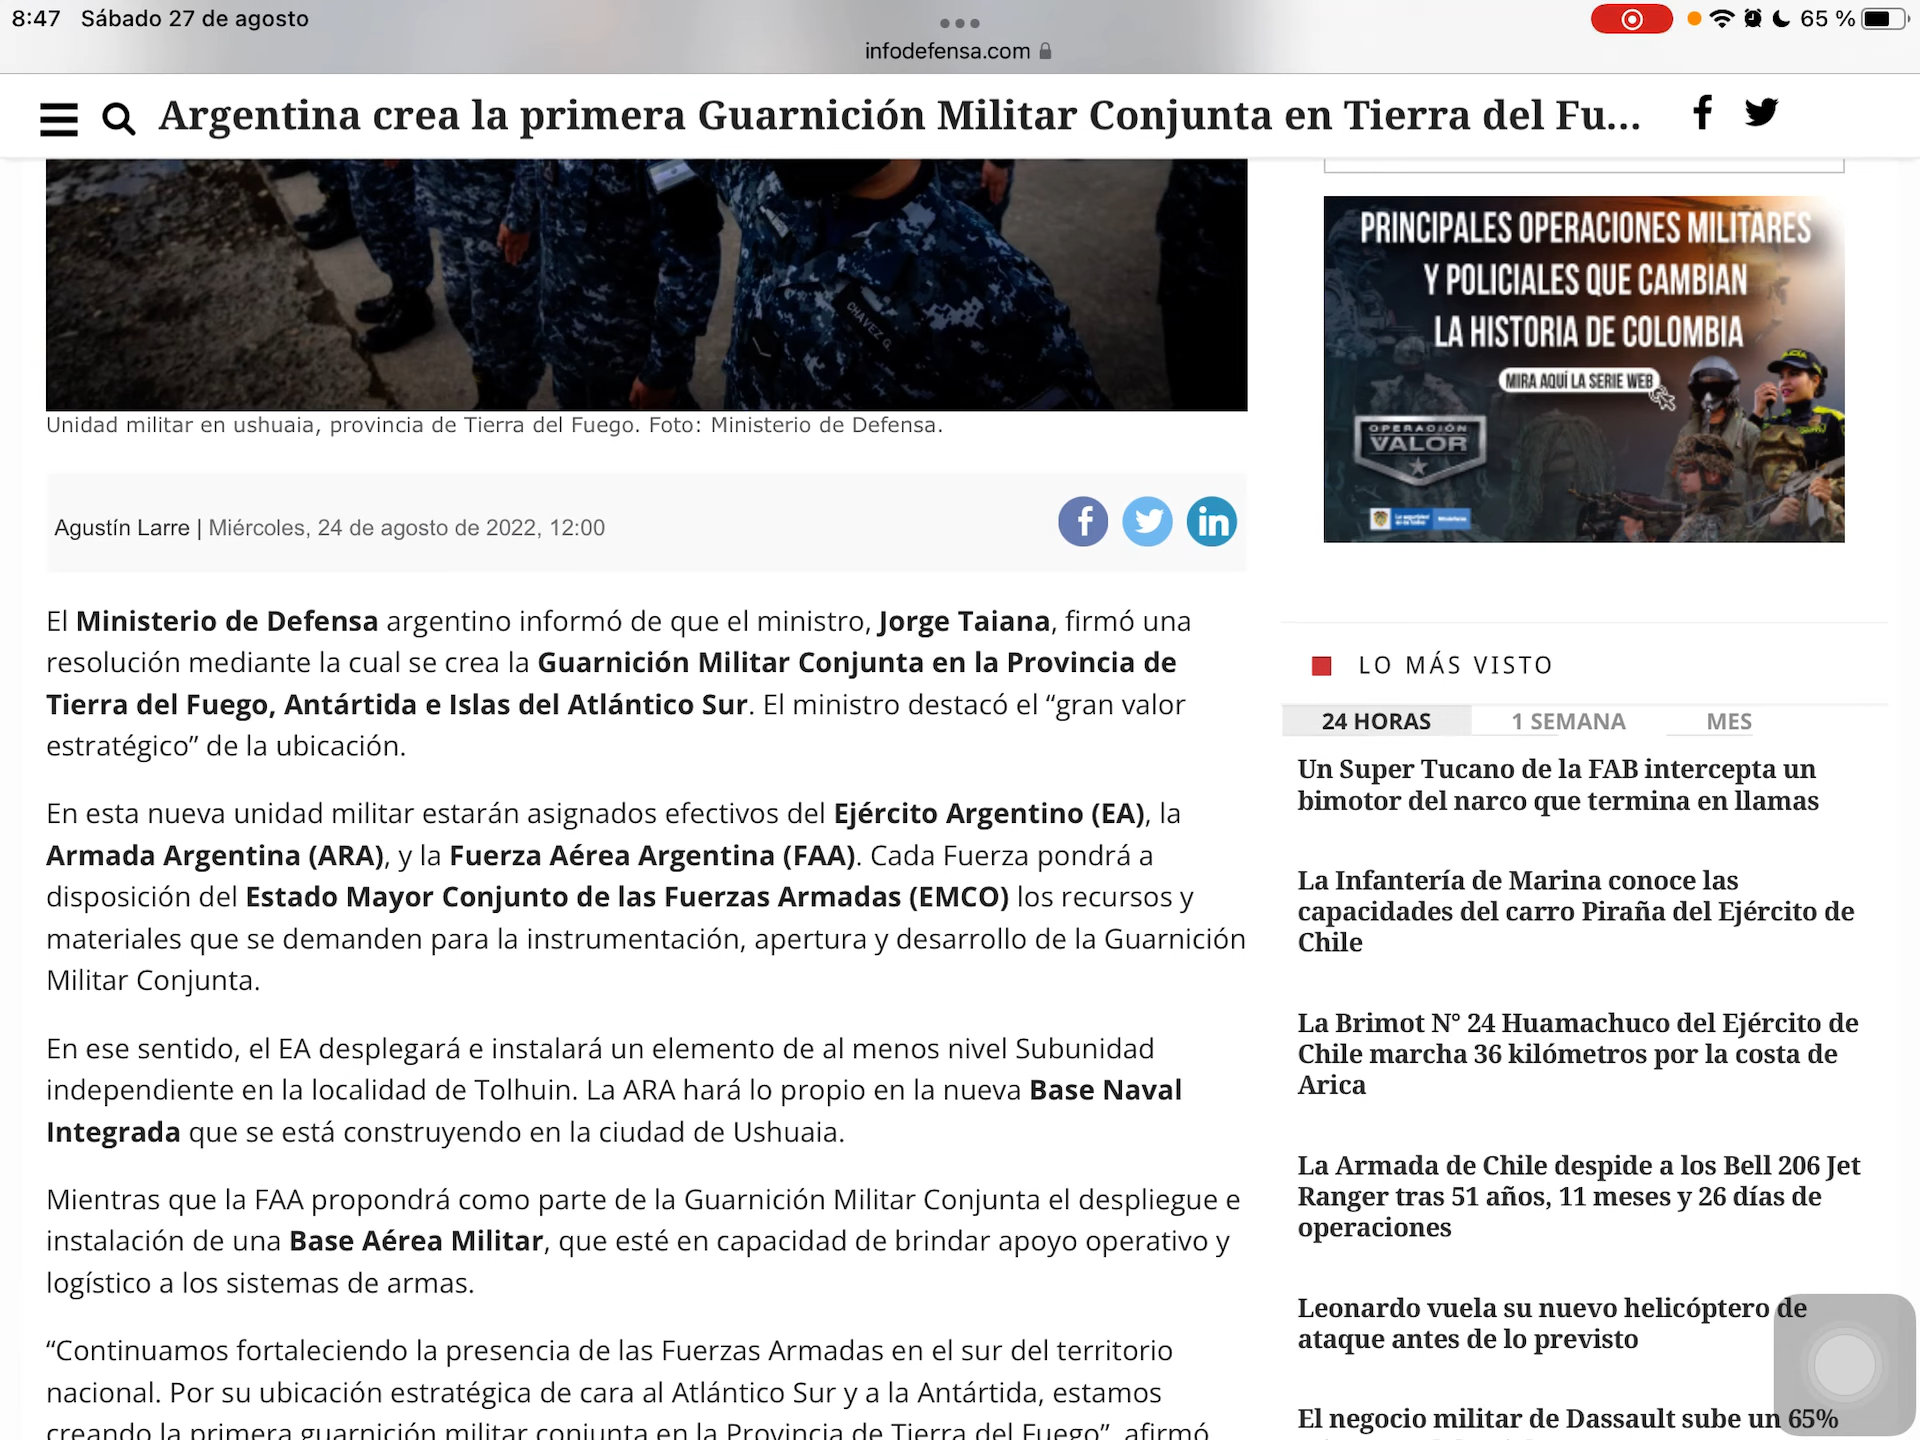 8:47 Sábado 27 de agosto
65 %
infodefensa.com
Argentina crea la primera Guarnición Militar Conjunta en Tierra del Fu...
CHAVEZ G.
Unidad militar en ushuaia, provincia de Tierra del Fuego. Foto: Ministerio de Defensa.
Agustín Larre | Miércoles, 24 de agosto de 2022, 12:00
El Ministerio de Defensa argentino informó de que el ministro, Jorge Taiana, firmó una
resolución mediante la cual se crea la Guarnición Militar Conjunta en la Provincia de
Tierra del Fuego, Antártida e Islas del Atlántico Sur. El ministro destacó el “gran valor
estratégico” de la ubicación.
En esta nueva unidad militar estarán asignados efectivos del Ejército Argentino (EA), la
Armada Argentina (ARA), y la Fuerza Aérea Argentina (FAA). Cada Fuerza pondrá a
disposición del Estado Mayor Conjunto de las Fuerzas Armadas (EMCO) los recursos y
materiales que se demanden para la instrumentación, apertura y desarrollo de la Guarnición
Militar Conjunta.
En ese sentido, el EA desplegará e instalará un elemento de al menos nivel Subunidad
independiente en la localidad de Tolhuin. La ARA hará lo propio en la nueva Base Naval
Integrada que se está construyendo en la ciudad de Ushuaia.
Mientras que la FAA propondrá como parte de la Guarnición Militar Conjunta el despliegue e
instalación de una Base Aérea Militar, que esté en capacidad de brindar apoyo operativo y
logístico a los sistemas de armas.
“Continuamos fortaleciendo la presencia de las Fuerzas Armadas en el sur del territorio
nacional. Por su ubicación estratégica de cara al Atlántico Sur y a la Antártida, estamos
creando la primera guarnición militar conjunta en la Provincia de Tierra del Fuego”, afirmó
PRINCIPALES OPERACIONES MILITARES
Y POLICIALES QUE CAMBIAN
LA HISTORIA DE COLOMBIA
MIRA AQUÍ LA SERIE WEB
OPERACIÓN
VALOR
LO MÁS VISTO
24 HORAS 1 SEMANA MES
Un Super Tucano de la FAB intercepta un
bimotor del narco que termina en llamas
La Infantería de Marina conoce las
capacidades del carro Piraña del Ejército de
Chile
La Brimot N° 24 Huamachuco del Ejército de
Chile marcha 36 kilómetros por la costa de
Arica
La Armada de Chile despide a los Bell 206 Jet
Ranger tras 51 años, 11 meses y 26 días de
operaciones
Leonardo vuela su nuevo helicóptero de
ataque antes de lo previsto
El negocio militar de Dassault sube un 65%